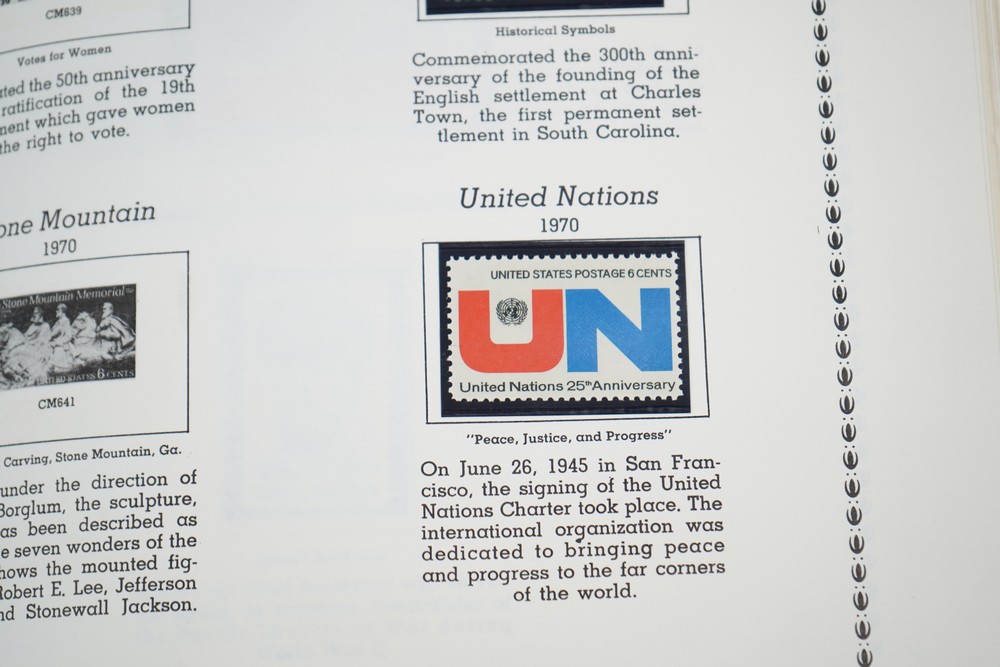 CM639
Votes for Women
ted the 50th anniversary
ratification of the 19th
ment which gave women
the right to vote.
one Mountain
1970
Stone Mountain Memorial
UNITED STATES 6 CENTS
CM641
Carving, Stone Mountain, Ga.
under the direction of
Borglum, the sculpture,
as been described as
e seven wonders of the
hows the mounted fig-
Robert E. Lee, Jefferson
nd Stonewall Jackson.
Historical Symbols
Commemorated the 300th anni-
versary of the founding of the
English settlement at Charles
Town, the first permanent set-
tlement in South Carolina.
United Nations
1970
UNITED STATES POSTAGE 6 CENTS
UN
United Nations 25th Anniversary
"Peace, Justice, and Progress"
On June 26, 1945 in San Fran-
cisco, the signing of the United
Nations Charter took place. The
international organization was
dedicated to bringing peace
and progress to the far corners
of the world.